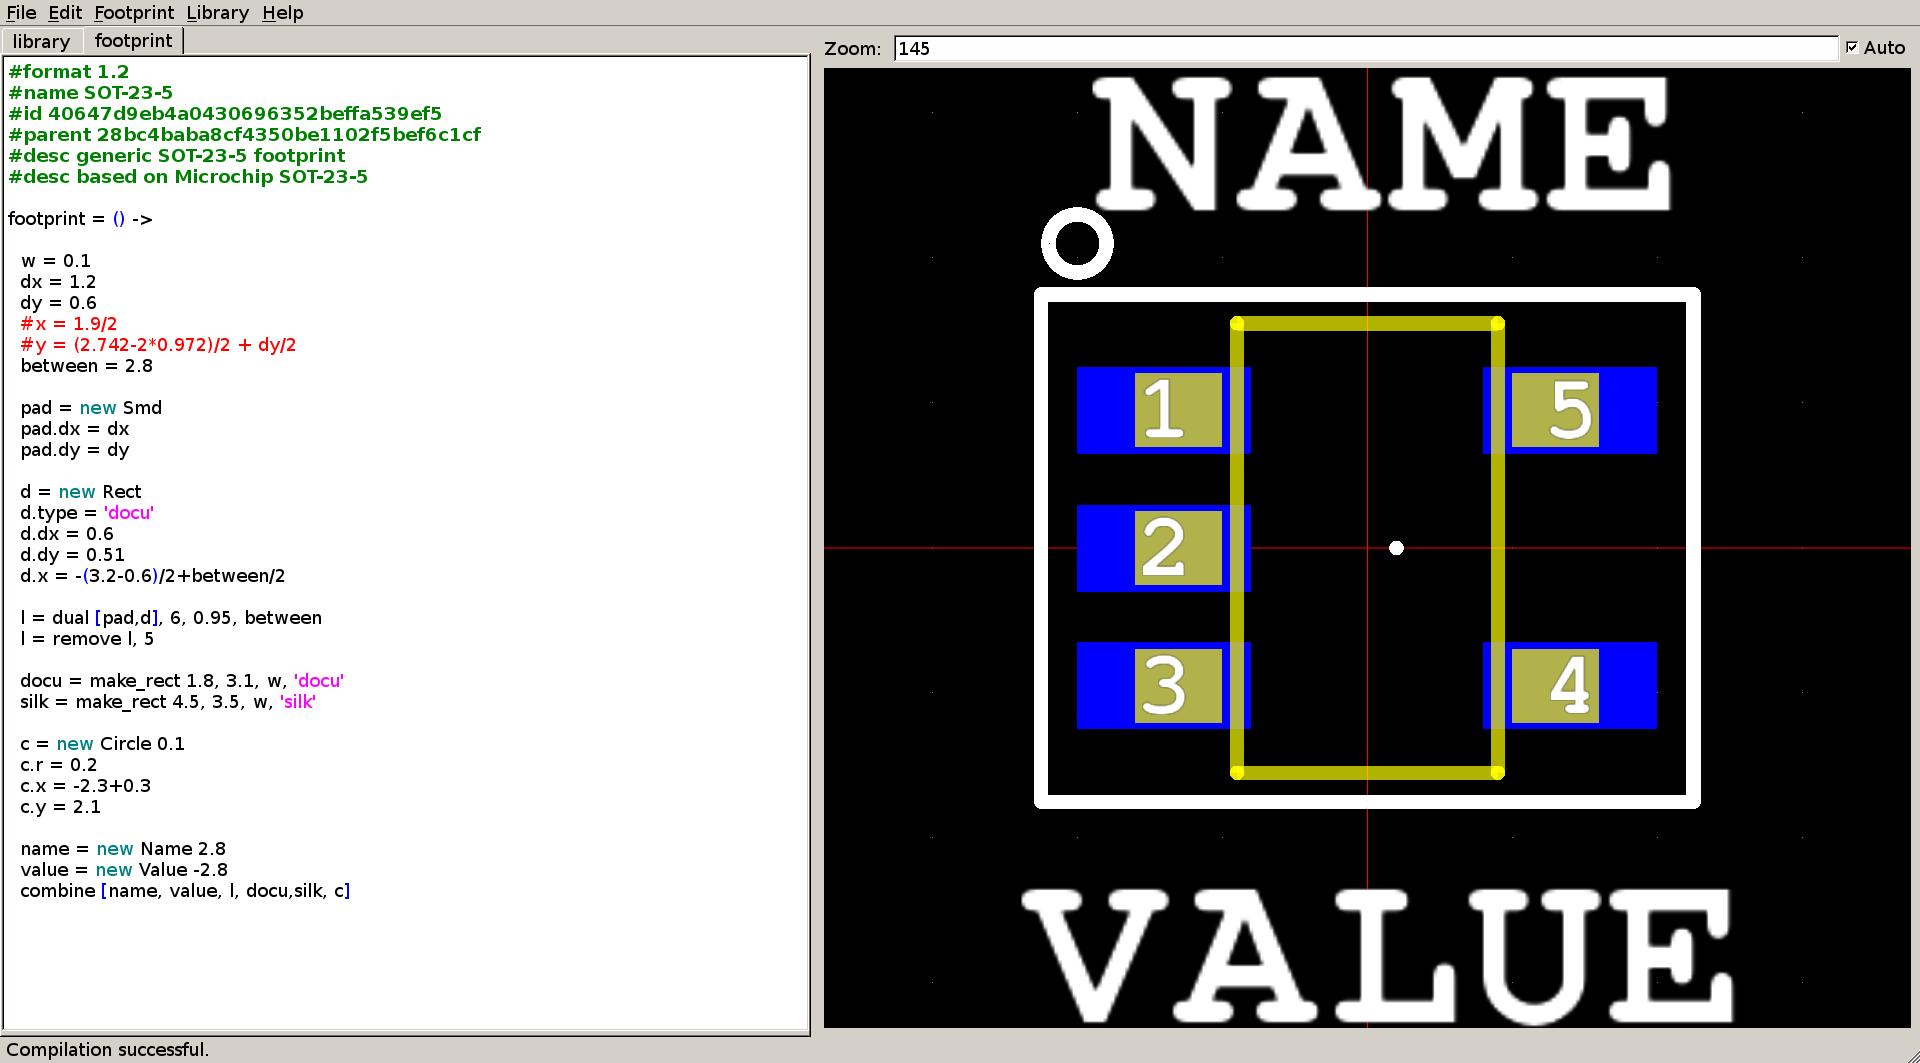 File Edit Footprint Library Help
library footprint
Zoom: 145 Auto
#format 1.2
#name SOT-23-5
#id 40647d9eb4a0430696352beffa539ef5
#parent 28bc4baba8cf4350be1102f5bef6c1cf
#desc generic SOT-23-5 footprint
#desc based on Microchip SOT-23-5
footprint = () ->
w = 0.1
dx = 1.2
dy = 0.6
#x = 1.9/2
#y = (2.742-2*0.972)/2 + dy/2
between = 2.8
pad = new Smd
pad.dx = dx
pad.dy = dy
d = new Rect
d.type = 'docu'
d.dx = 0.6
d.dy = 0.51
d.x = -(3.2-0.6)/2+between/2
l = dual [pad,d], 6, 0.95, between
l = remove l, 5
docu = make_rect 1.8, 3.1, w, 'docu'
silk = make_rect 4.5, 3.5, w, 'silk'
c = new Circle 0.1
c.r = 0.2
c.x = -2.3+0.3
c.y = 2.1
name = new Name 2.8
value = new Value -2.8
combine [name, value, l, docu,silk, c]
NAME
1 5
2
3 4
VALUE
Compilation successful.